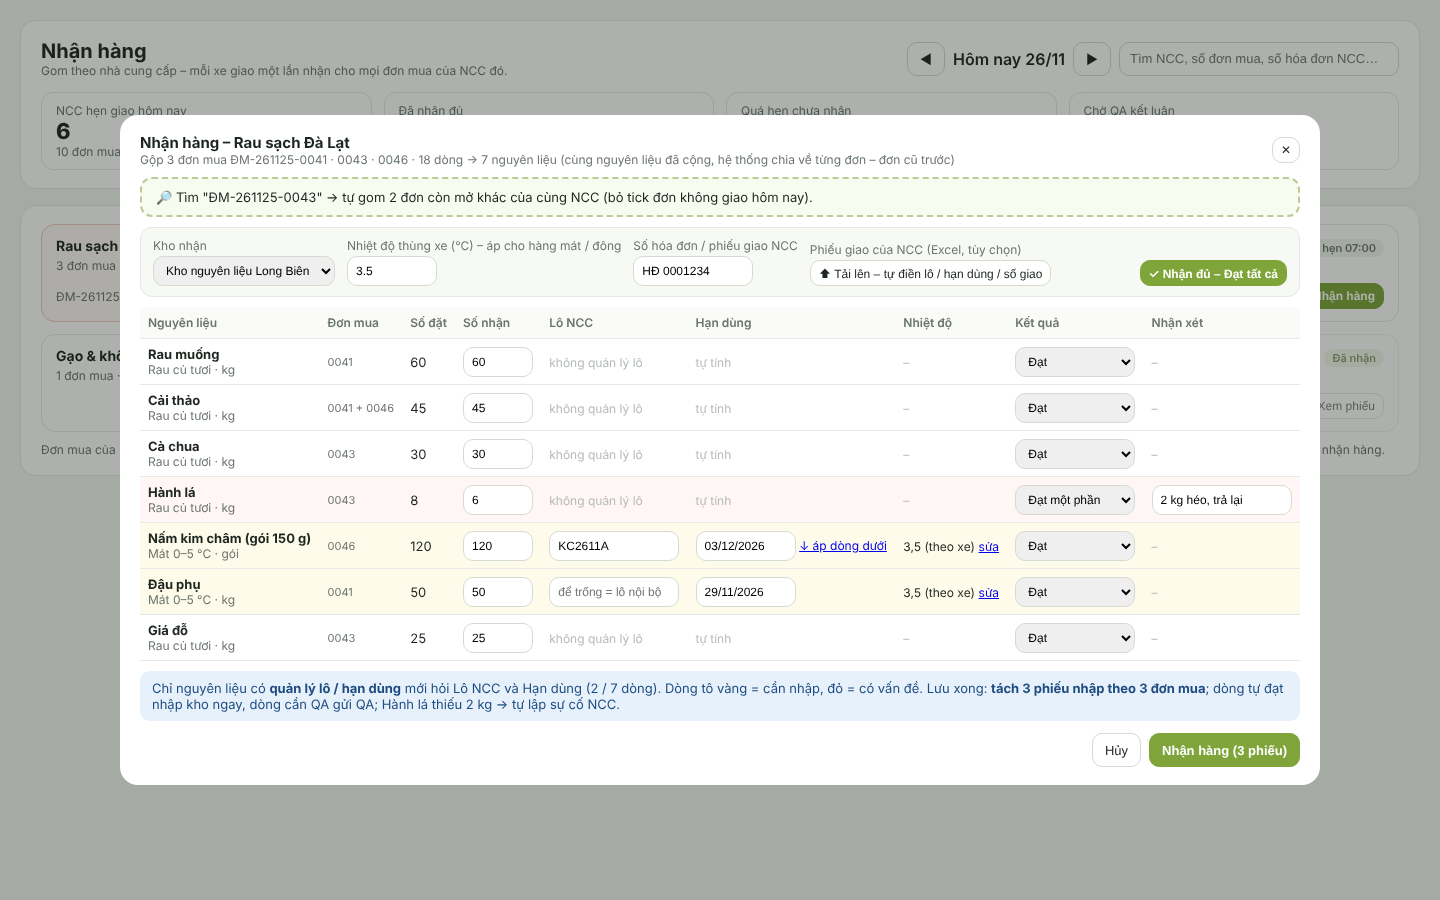 Nhận hàng
Gom theo nhà cung cấp – mỗi xe giao một lần nhận cho mọi đơn mua của NCC đó.
◀ Hôm nay 26/11 ▶ Tìm NCC, số đơn mua, số hóa đơn NCC…
NCC hẹn giao hôm nay Đã nhận đủ Quá hẹn chưa nhận Chờ QA kết luận
6
10 đơn mua
Rau sạch
3 đơn mua
ĐM-261125
hẹn 07:00
Nhận hàng
Gạo & khô
1 đơn mua ·
Đã nhận
Xem phiếu
Đơn mua của
nhận hàng.
Nhận hàng – Rau sạch Đà Lạt
×
Gộp 3 đơn mua ĐM-261125-0041 · 0043 · 0046 · 18 dòng → 7 nguyên liệu (cùng nguyên liệu đã cộng, hệ thống chia về từng đơn – đơn cũ trước)
🔎 Tìm "ĐM-261125-0043" → tự gom 2 đơn còn mở khác của cùng NCC (bỏ tick đơn không giao hôm nay).
Kho nhận Nhiệt độ thùng xe (°C) – áp cho hàng mát / đông Số hóa đơn / phiếu giao NCC Phiếu giao của NCC (Excel, tùy chọn)
Kho nguyên liệu Long Biên 3.5 HĐ 0001234 ⬆ Tải lên – tự điền lô / hạn dùng / số giao ✓ Nhận đủ – Đạt tất cả
Nguyên liệu Đơn mua Số đặt Số nhận Lô NCC Hạn dùng Nhiệt độ Kết quả Nhận xét
Rau muống
Rau củ tươi · kg
0041 60 60 không quản lý lô tự tính – Đạt –
Cải thảo
Rau củ tươi · kg
0041 + 0046 45 45 không quản lý lô tự tính – Đạt –
Cà chua
Rau củ tươi · kg
0043 30 30 không quản lý lô tự tính – Đạt –
Hành lá
Rau củ tươi · kg
0043 8 6 không quản lý lô tự tính – Đạt một phần 2 kg héo, trả lại
Nấm kim châm (gói 150 g)
Mát 0–5 °C · gói
0046 120 120 KC2611A 03/12/2026 ↓ áp dòng dưới 3,5 (theo xe) sửa Đạt –
Đậu phụ
Mát 0–5 °C · kg
0041 50 50 để trống = lô nội bộ 29/11/2026 3,5 (theo xe) sửa Đạt –
Giá đỗ
Rau củ tươi · kg
0043 25 25 không quản lý lô tự tính – Đạt –
Chỉ nguyên liệu có quản lý lô / hạn dùng mới hỏi Lô NCC và Hạn dùng (2 / 7 dòng). Dòng tô vàng = cần nhập, đỏ = có vấn đề. Lưu xong: tách 3 phiếu nhập theo 3 đơn mua; dòng tự đạt
nhập kho ngay, dòng cần QA gửi QA; Hành lá thiếu 2 kg → tự lập sự cố NCC.
Hủy Nhận hàng (3 phiếu)